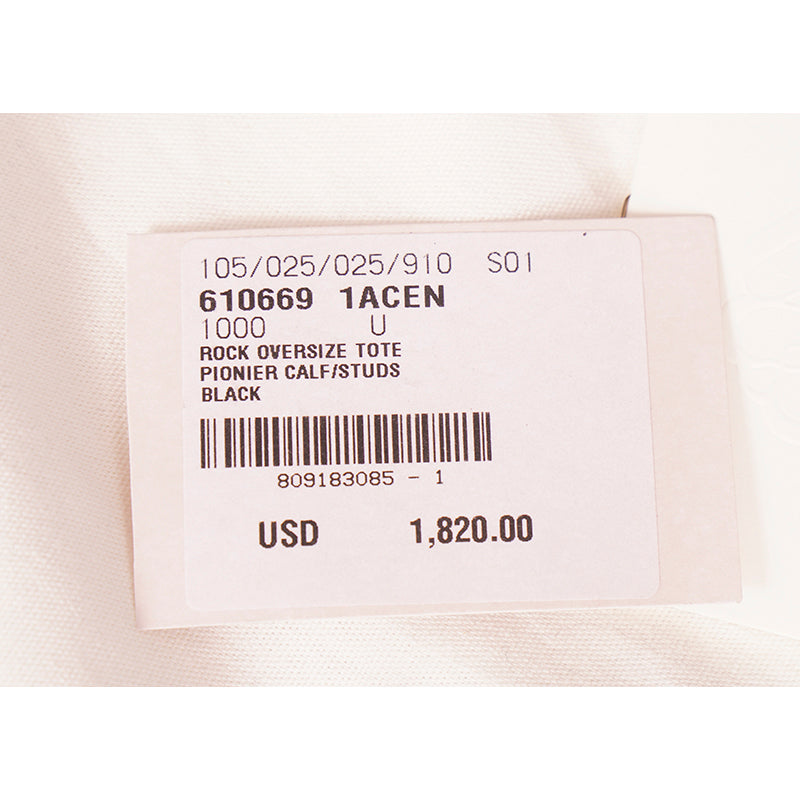 105/025/025/910 S01
610669 1ACEN
1000 U
ROCK OVERSIZE TOTE
PIONIER CALF/STUDS
BLACK
809183085 - 1
USD 1,820.00